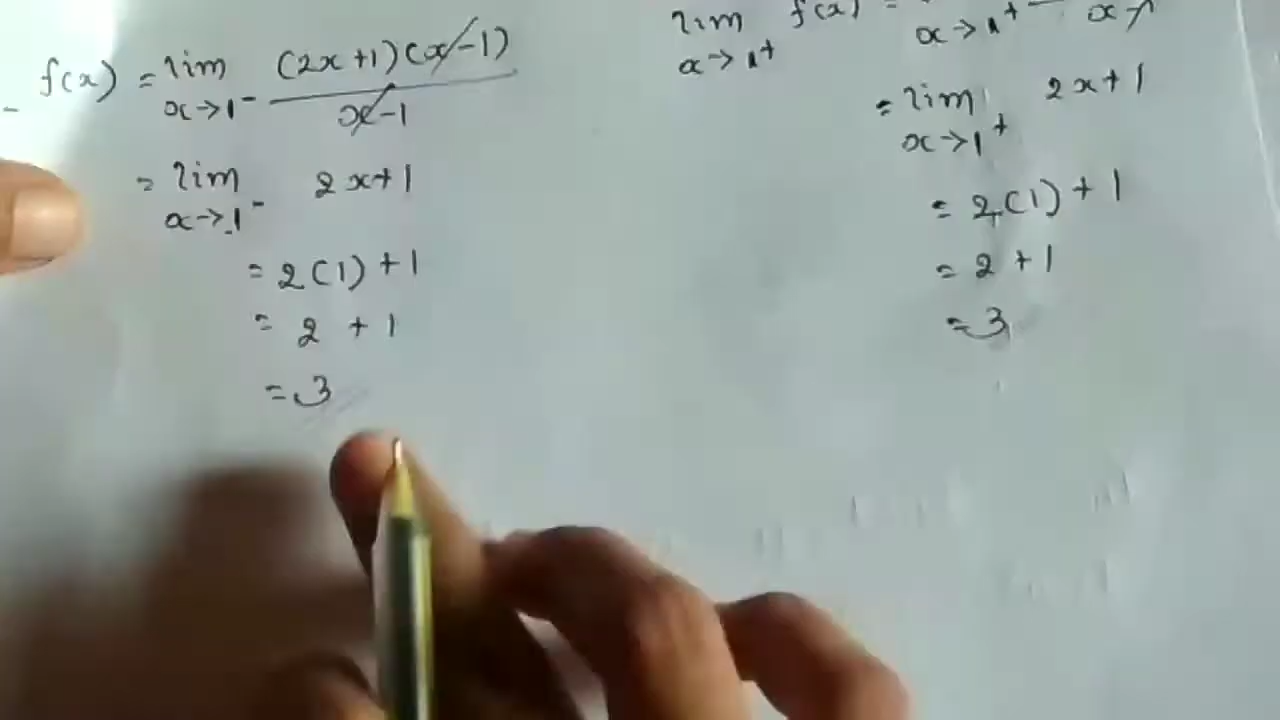 f(x) = lim (2x+1)(x-1)
x→1⁻ x-1
= lim 2x+1
x→1⁻
= 2(1)+1
= 2 + 1
= 3
lim f(x) =
x→1⁺ x→1⁺
= lim 2x+1
x→1⁺
= 2(1) + 1
= 2 + 1
= 3